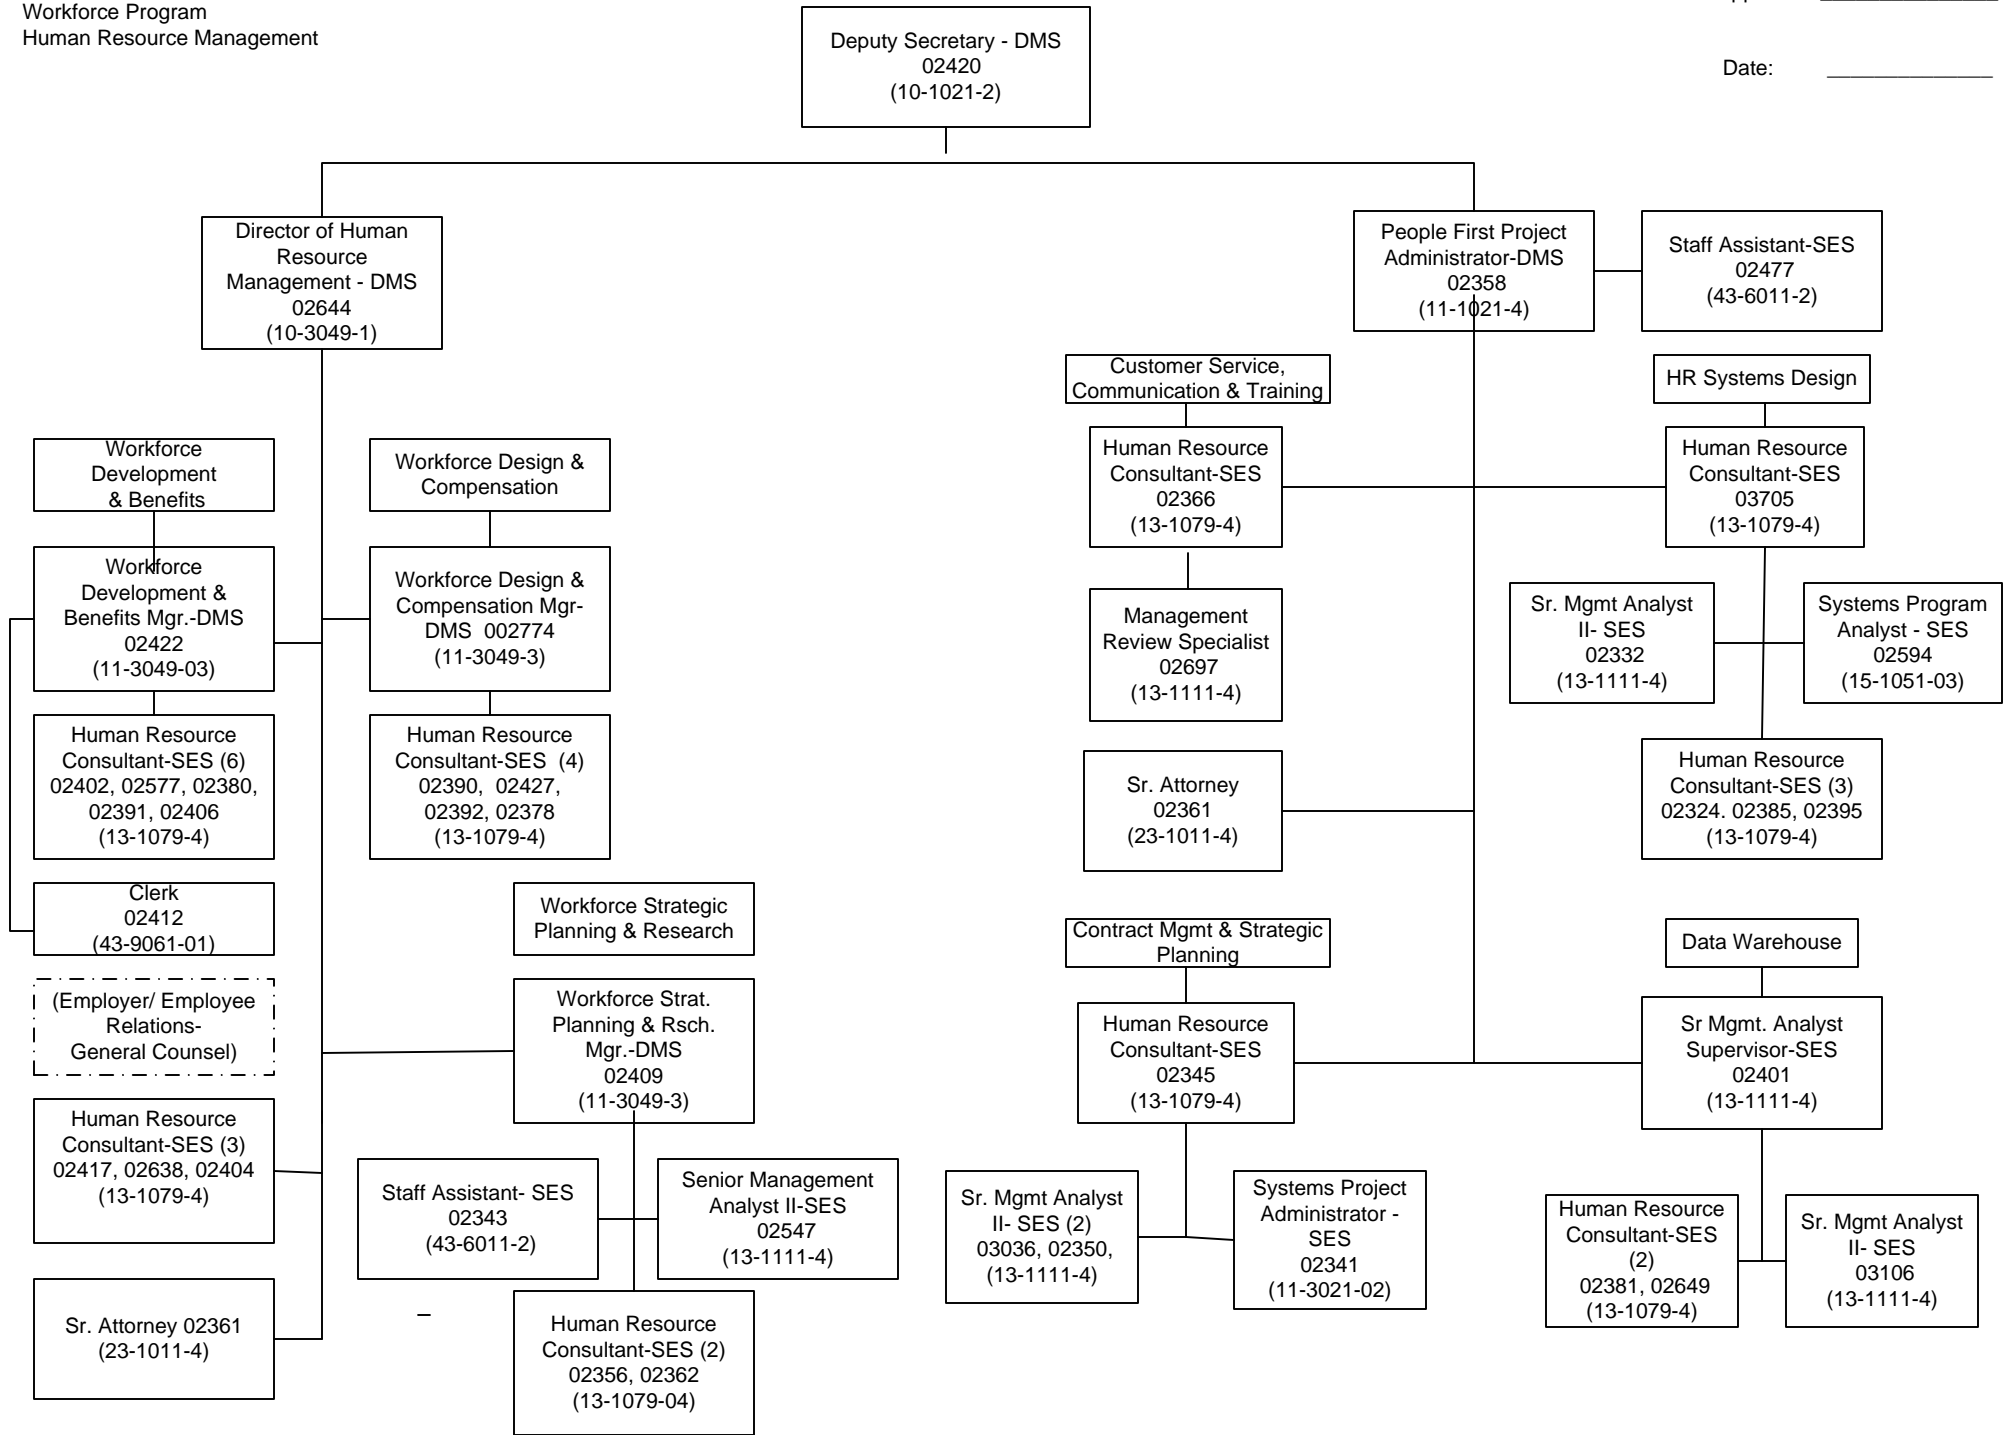 Workforce Program
Human Resource Management
Date: _______________
Deputy Secretary - DMS
02420
(10-1021-2)
Director of Human
Resource
Management - DMS
02644
(10-3049-1)
People First Project
Administrator-DMS
02358
(11-1021-4)
Staff Assistant-SES
02477
(43-6011-2)
Customer Service,
Communication & Training
HR Systems Design
Workforce
Development
& Benefits
Workforce Design &
Compensation
Human Resource
Consultant-SES
02366
(13-1079-4)
Human Resource
Consultant-SES
03705
(13-1079-4)
Workforce
Development &
Benefits Mgr.-DMS
02422
(11-3049-03)
Workforce Design &
Compensation Mgr-
DMS  002774
(11-3049-3)
Management
Review Specialist
02697
(13-1111-4)
Sr. Mgmt Analyst
II- SES
02332
(13-1111-4)
Systems Program
Analyst - SES
02594
(15-1051-03)
Human Resource
Consultant-SES (6)
02402, 02577, 02380,
02391, 02406
(13-1079-4)
Human Resource
Consultant-SES  (4)
02390,  02427,
02392, 02378
(13-1079-4)
Sr. Attorney
02361
(23-1011-4)
Human Resource
Consultant-SES (3)
02324. 02385, 02395
(13-1079-4)
Clerk
02412
(43-9061-01)
Workforce Strategic
Planning & Research
Contract Mgmt & Strategic
Planning
Data Warehouse
(Employer/ Employee
Relations-
General Counsel)
Workforce Strat.
Planning & Rsch.
Mgr.-DMS
02409
(11-3049-3)
Human Resource
Consultant-SES
02345
(13-1079-4)
Sr Mgmt. Analyst
Supervisor-SES
02401
(13-1111-4)
Human Resource
Consultant-SES (3)
02417, 02638, 02404
(13-1079-4)
Staff Assistant- SES
02343
(43-6011-2)
Senior Management
Analyst II-SES
02547
(13-1111-4)
Sr. Mgmt Analyst
II- SES (2)
03036, 02350,
(13-1111-4)
Systems Project
Administrator -
SES
02341
(11-3021-02)
Human Resource
Consultant-SES
(2)
02381, 02649
(13-1079-4)
Sr. Mgmt Analyst
II- SES
03106
(13-1111-4)
Sr. Attorney 02361
(23-1011-4)
–
Human Resource
Consultant-SES (2)
02356, 02362
(13-1079-04)